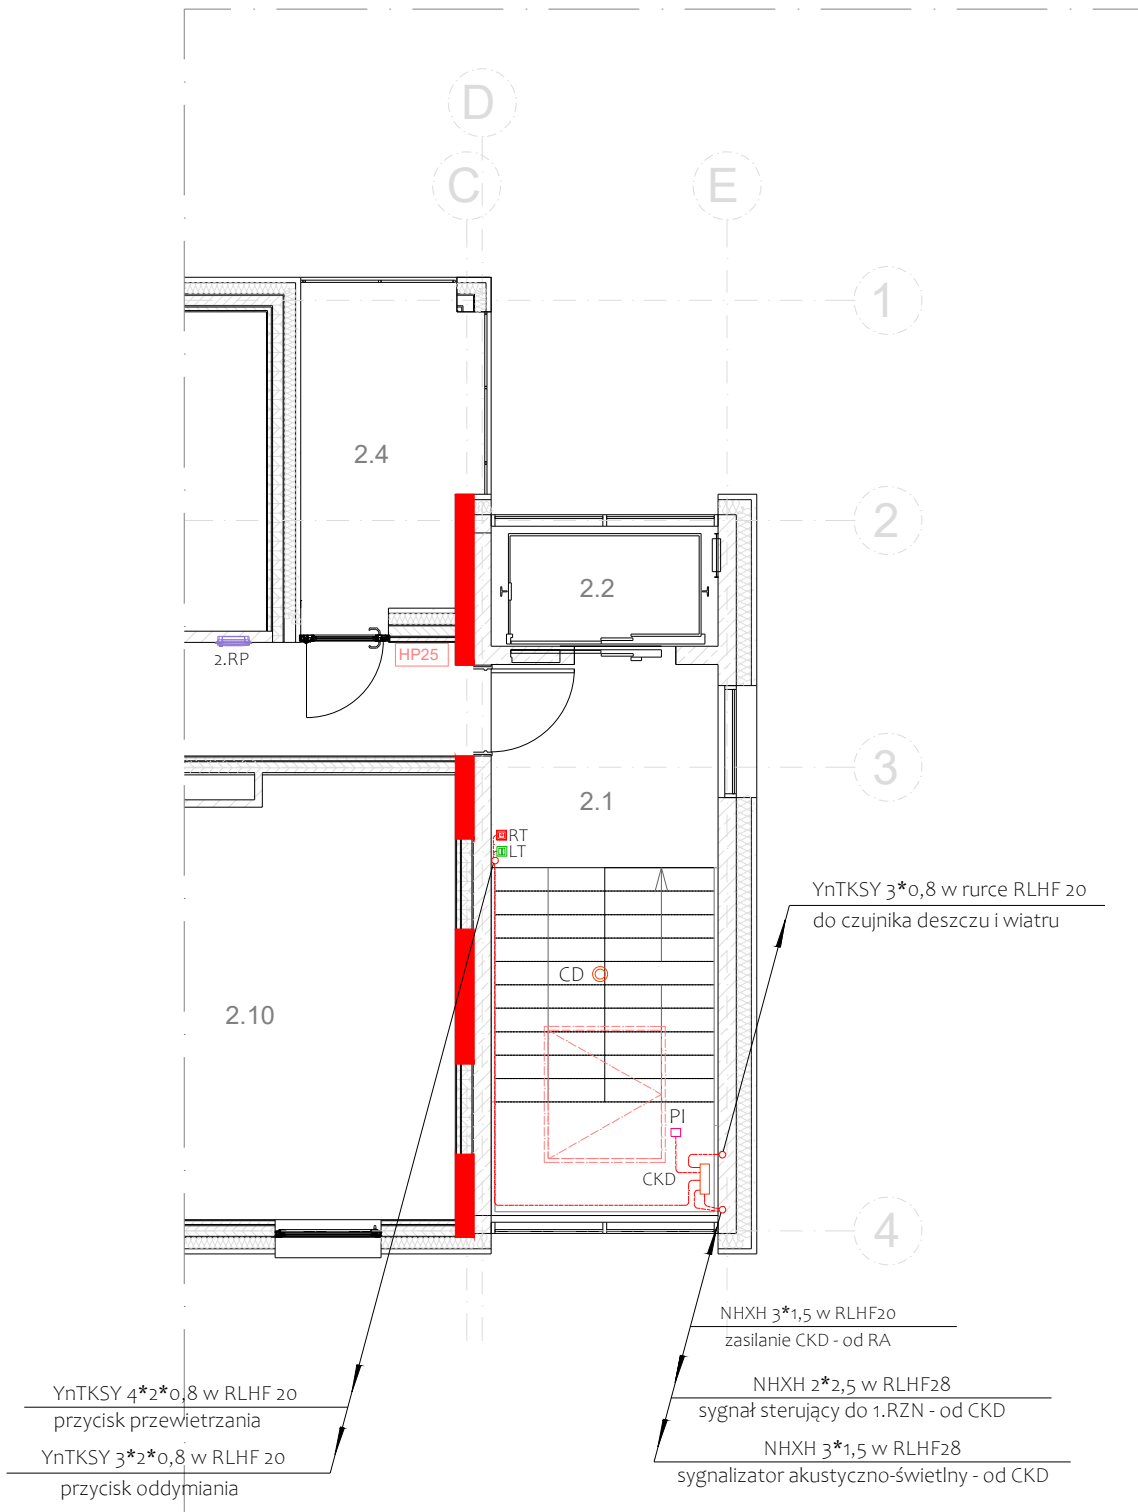 D
C
E
1
2.4
2
2.2
2.RP
HP25
3
2.1
RT
LT
YnTKSY 3*0,8 w rurce RLHF 20
do czujnika deszczu i wiatru
CD
2.10
PI
CKD
4
NHXH 3*1,5 w RLHF20
zasilanie CKD - od RA
YnTKSY 4*2*0,8 w RLHF 20
przycisk przewietrzania
NHXH 2*2,5 w RLHF28
sygnał sterujący do 1.RZN - od CKD
YnTKSY 3*2*0,8 w RLHF 20
przycisk oddymiania
NHXH 3*1,5 w RLHF28
sygnalizator akustyczno-świetlny - od CKD